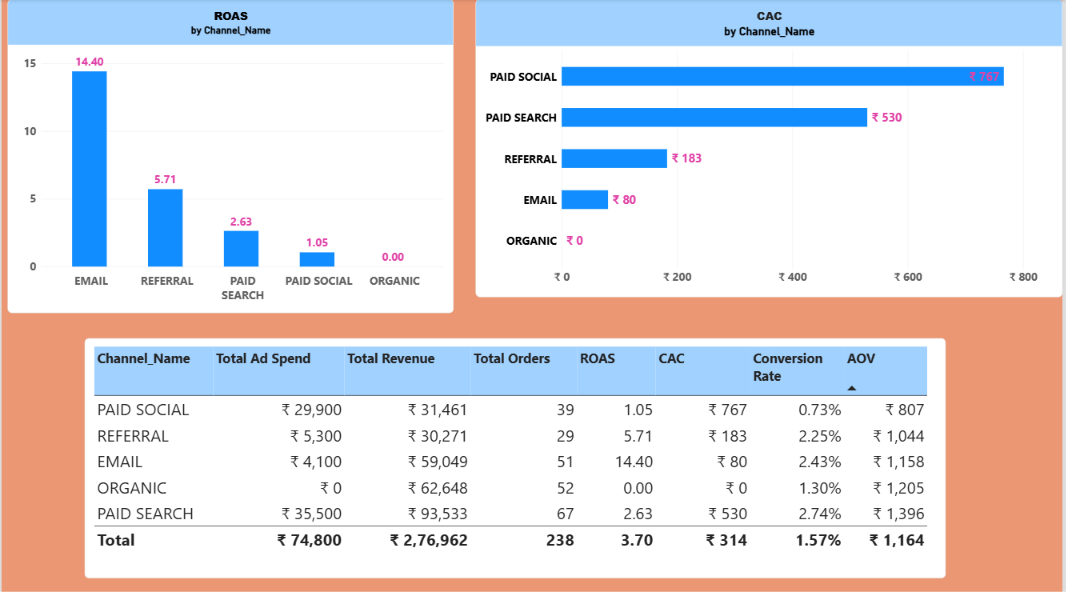 ROAS
by Channel_Name
15
10
5
0
14.40
5.71
2.63
1.05
0.00
EMAIL
REFERRAL
PAID
SEARCH
PAID SOCIAL
ORGANIC
CAC
by Channel_Name
PAID SOCIAL ₹ 767
PAID SEARCH ₹ 530
REFERRAL ₹ 183
EMAIL ₹ 80
ORGANIC ₹ 0
₹ 0 ₹ 200 ₹ 400 ₹ 600 ₹ 800
Channel_Name Total Ad Spend Total Revenue Total Orders ROAS CAC Conversion AOV
Rate
PAID SOCIAL ₹ 29,900 ₹ 31,461 39 1.05 ₹ 767 0.73% ₹ 807
REFERRAL ₹ 5,300 ₹ 30,271 29 5.71 ₹ 183 2.25% ₹ 1,044
EMAIL ₹ 4,100 ₹ 59,049 51 14.40 ₹ 80 2.43% ₹ 1,158
ORGANIC ₹ 0 ₹ 62,648 52 0.00 ₹ 0 1.30% ₹ 1,205
PAID SEARCH ₹ 35,500 ₹ 93,533 67 2.63 ₹ 530 2.74% ₹ 1,396
Total ₹ 74,800 ₹ 2,76,962 238 3.70 ₹ 314 1.57% ₹ 1,164